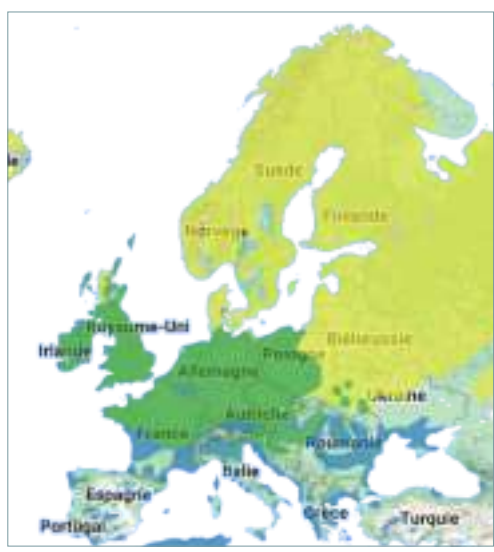 Suède
Norvège
Finlande
Royaume-Uni
Irlande
Biélorussie
Pologne
Allemagne
Ukraine
Autriche
France
Roumanie
Italie
Espagne
Grèce
Turquie
Portugal